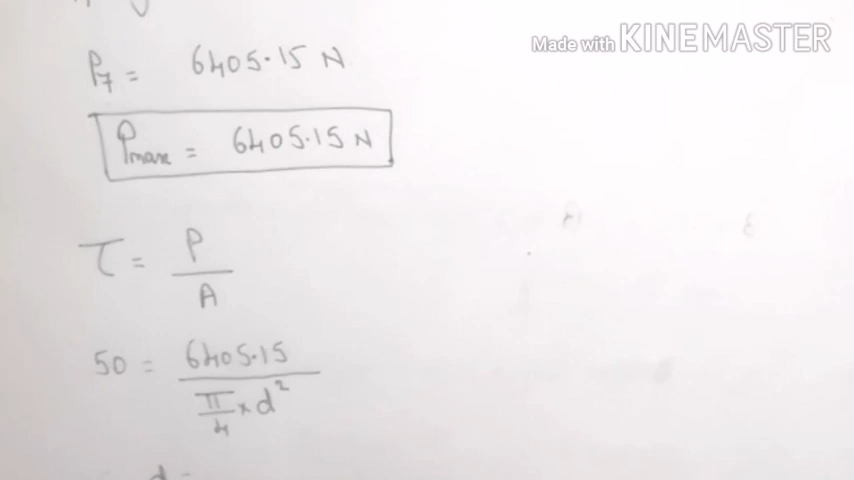 Made with KINEMASTER
P7 = 6405.15 N
Pmax = 6405.15 N
τ = P / A
50 = 6405.15 / (π/4 × d²)
d =